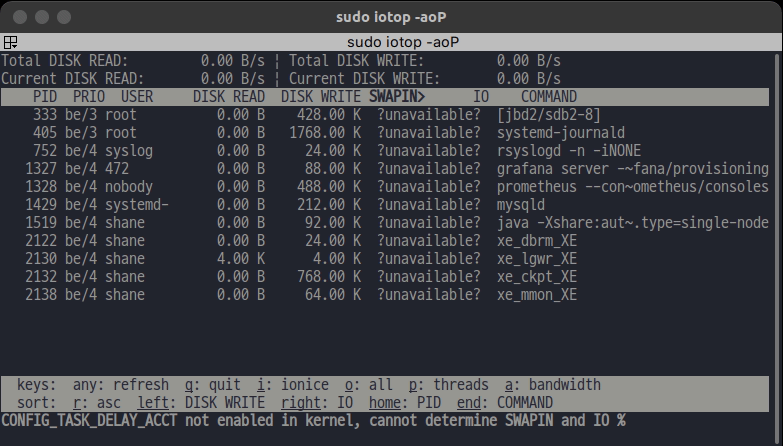 sudo iotop -aoP
sudo iotop -aoP
Total DISK READ:         0.00 B/s ¦ Total DISK WRITE:         0.00 B/s
Current DISK READ:       0.00 B/s ¦ Current DISK WRITE:       0.00 B/s
PID  PRIO  USER     DISK READ  DISK WRITE SWAPIN>      IO    COMMAND
333 be/3 root          0.00 B    428.00 K  ?unavailable?  [jbd2/sdb2-8]
405 be/3 root          0.00 B   1768.00 K  ?unavailable?  systemd-journald
752 be/4 syslog        0.00 B     24.00 K  ?unavailable?  rsyslogd -n -iNONE
1327 be/4 472           0.00 B     88.00 K  ?unavailable?  grafana server -~fana/provisioning
1328 be/4 nobody        0.00 B    488.00 K  ?unavailable?  prometheus --con~ometheus/consoles
1429 be/4 systemd-      0.00 B    212.00 K  ?unavailable?  mysqld
1519 be/4 shane         0.00 B     92.00 K  ?unavailable?  java -Xshare:aut~.type=single-node
2122 be/4 shane         0.00 B     24.00 K  ?unavailable?  xe_dbrm_XE
2130 be/4 shane         4.00 K      4.00 K  ?unavailable?  xe_lgwr_XE
2132 be/4 shane         0.00 B    768.00 K  ?unavailable?  xe_ckpt_XE
2138 be/4 shane         0.00 B     64.00 K  ?unavailable?  xe_mmon_XE
keys:  any: refresh  q: quit  i: ionice  o: all  p: threads  a: bandwidth
sort:  r: asc  left: DISK WRITE  right: IO  home: PID  end: COMMAND
CONFIG_TASK_DELAY_ACCT not enabled in kernel, cannot determine SWAPIN and IO %